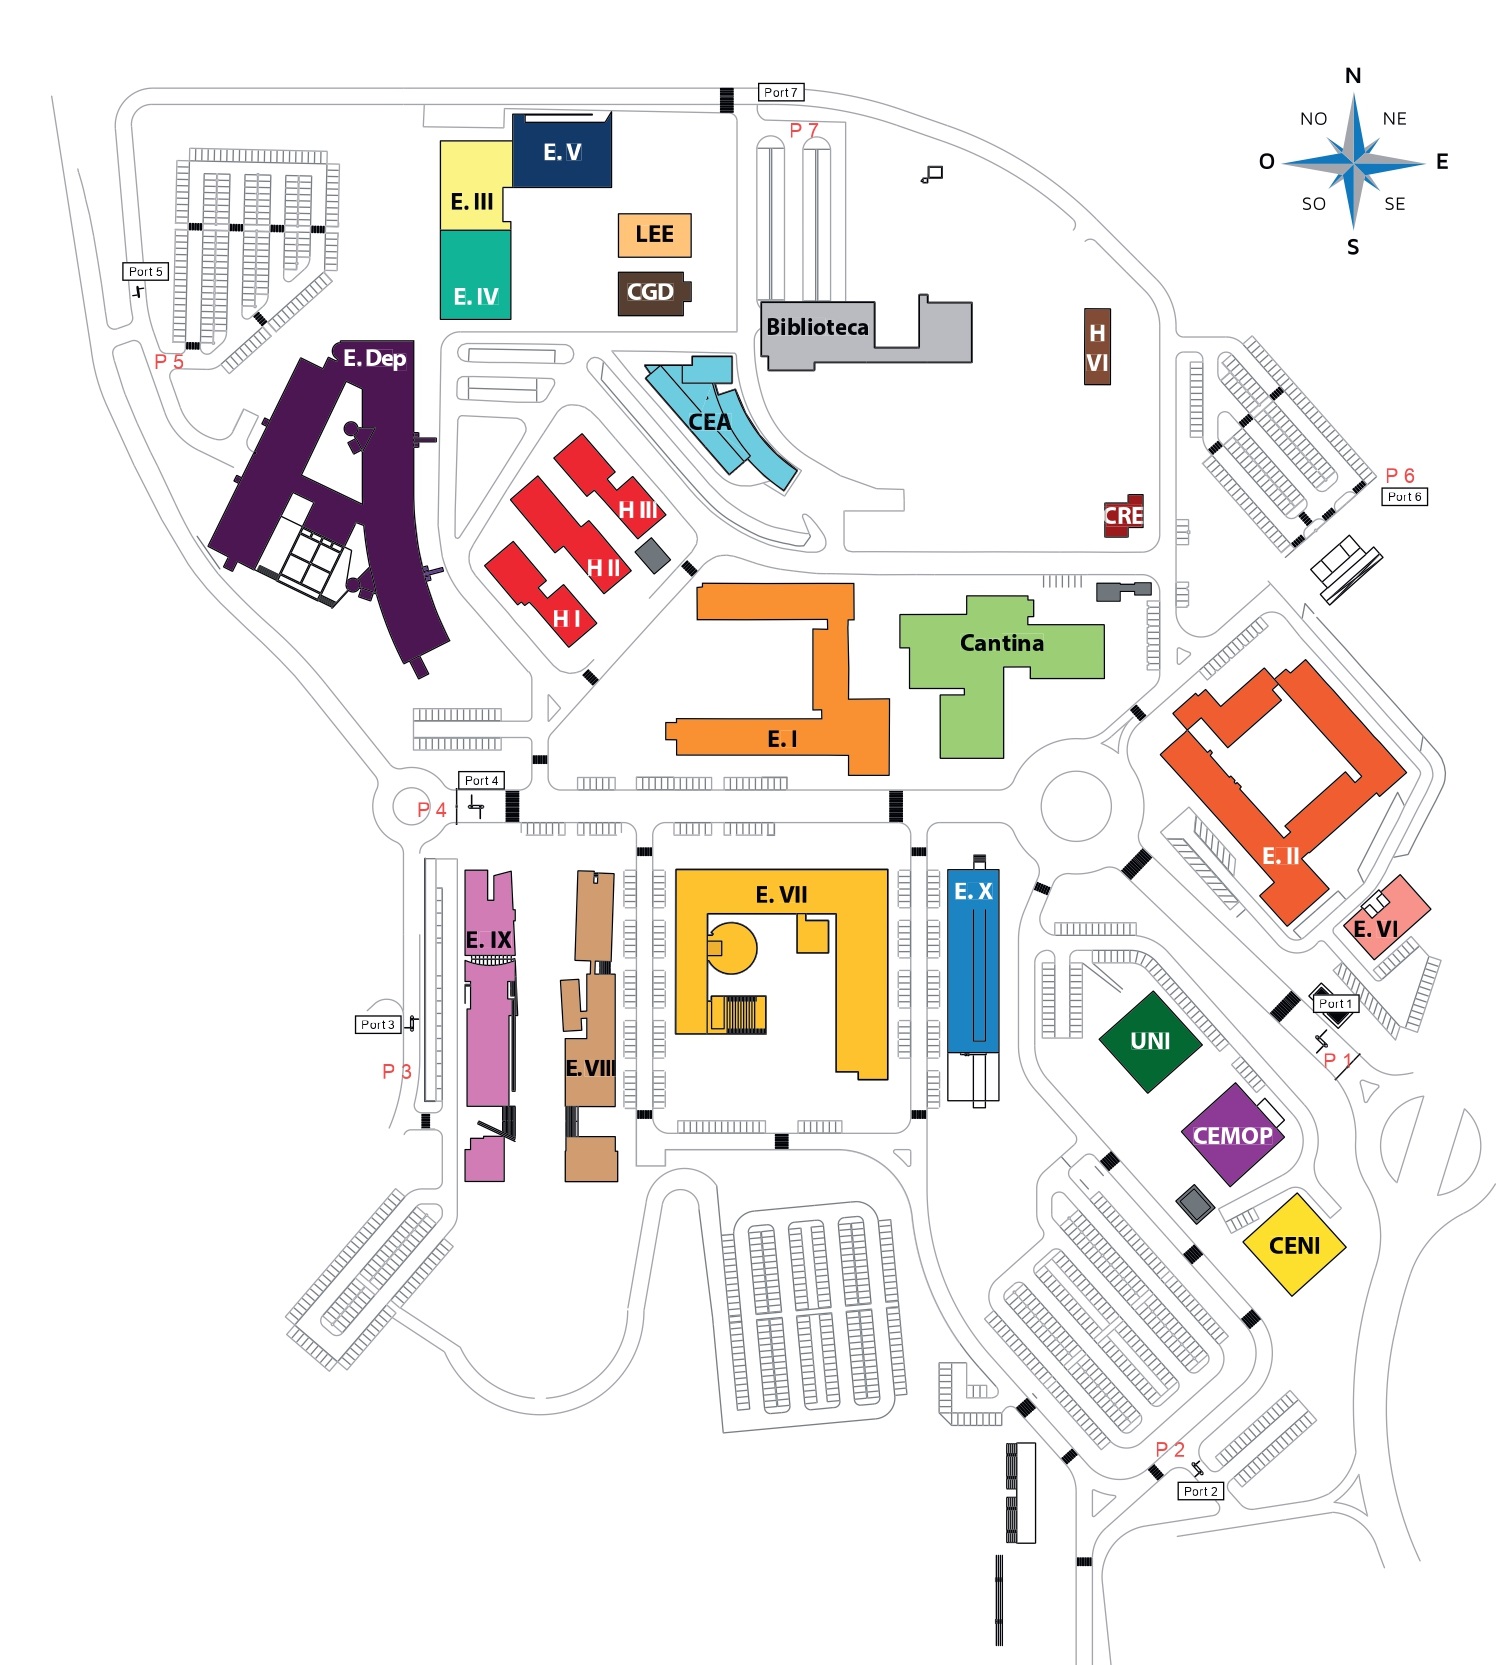 N
NO NE
O E
SO SE
S
Port 7
P 7
E. V
E. III
LEE
E. IV
CGD
Port 5
P 5
E. Dep
Biblioteca
H
VI
CEA
P 6
Port 6
H III
CRE
H II
H I
Cantina
E. I
Port 4
P 4
E. II
E. VII
E. X
E. VI
E. IX
Port 1
P 1
Port 3
P 3
UNI
E. VIII
CEMOP
CENI
P 2
Port 2